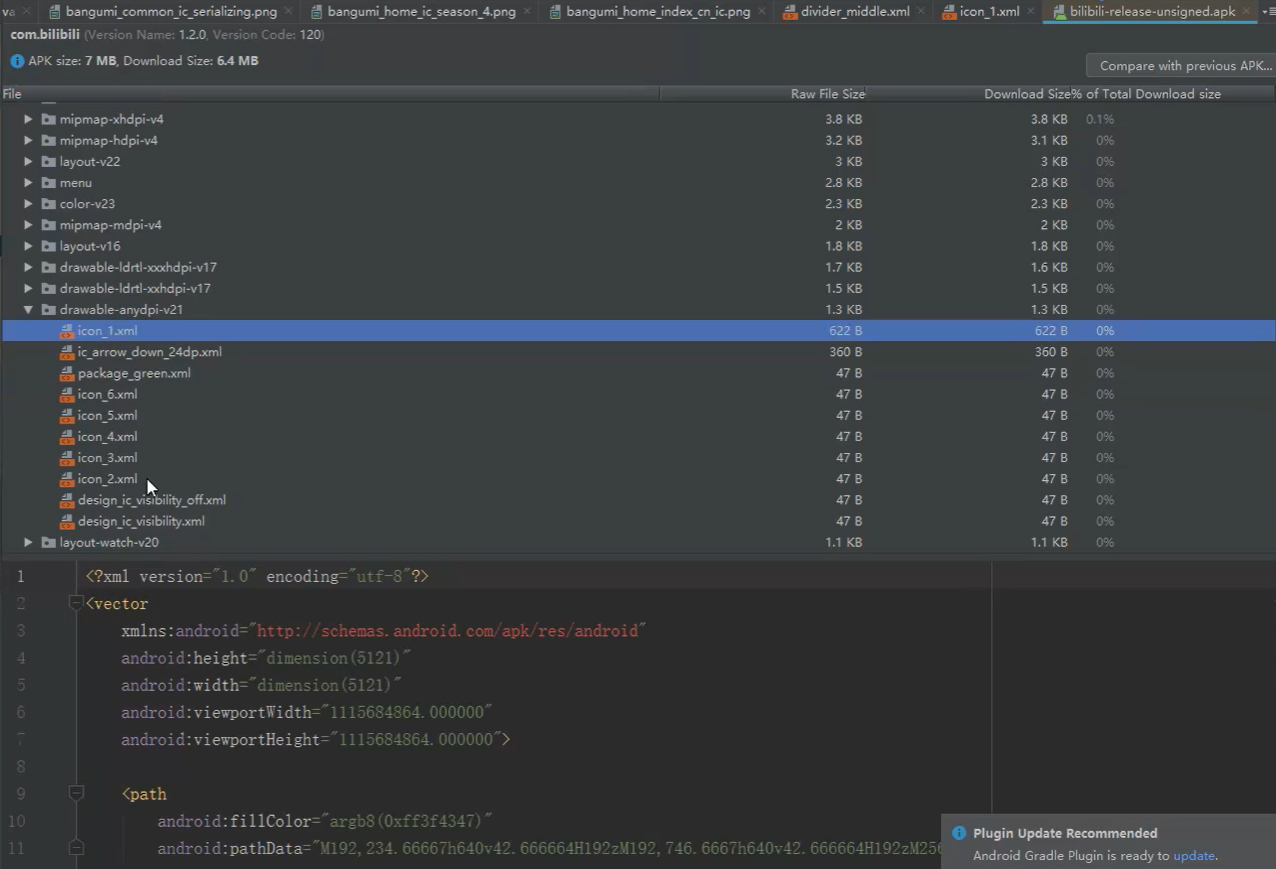 va bangumi_common_ic_serializing.png bangumi_home_ic_season_4.png bangumi_home_index_cn_ic.png divider_middle.xml icon_1.xml bilibili-release-unsigned.apk
com.bilibili (Version Name: 1.2.0, Version Code: 120)
APK size: 7 MB, Download Size: 6.4 MB
Compare with previous APK...
File Raw File Size Download Size% of Total Download size
mipmap-xhdpi-v4 3.8 KB 3.8 KB 0.1%
mipmap-hdpi-v4 3.2 KB 3.1 KB 0%
layout-v22 3 KB 3 KB 0%
menu 2.8 KB 2.8 KB 0%
color-v23 2.3 KB 2.3 KB 0%
mipmap-mdpi-v4 2 KB 2 KB 0%
layout-v16 1.8 KB 1.8 KB 0%
drawable-ldrtl-xxxhdpi-v17 1.7 KB 1.6 KB 0%
drawable-ldrtl-xxhdpi-v17 1.5 KB 1.5 KB 0%
drawable-anydpi-v21 1.3 KB 1.3 KB 0%
icon_1.xml 622 B 622 B 0%
ic_arrow_down_24dp.xml 360 B 360 B 0%
package_green.xml 47 B 47 B 0%
icon_6.xml 47 B 47 B 0%
icon_5.xml 47 B 47 B 0%
icon_4.xml 47 B 47 B 0%
icon_3.xml 47 B 47 B 0%
icon_2.xml 47 B 47 B 0%
design_ic_visibility_off.xml 47 B 47 B 0%
design_ic_visibility.xml 47 B 47 B 0%
layout-watch-v20 1.1 KB 1.1 KB 0%
1 <?xml version="1.0" encoding="utf-8"?>
2 <vector
3 xmlns:android="http://schemas.android.com/apk/res/android"
4 android:height="dimension(5121)"
5 android:width="dimension(5121)"
6 android:viewportWidth="1115684864.000000"
7 android:viewportHeight="1115684864.000000">
8
9 <path
10 android:fillColor="argb8(0xff3f4347)"
11 android:pathData="M192,234.66667h640v42.666664H192zM192,746.6667h640v42.666664H192zM256
Plugin Update Recommended
Android Gradle Plugin is ready to update.